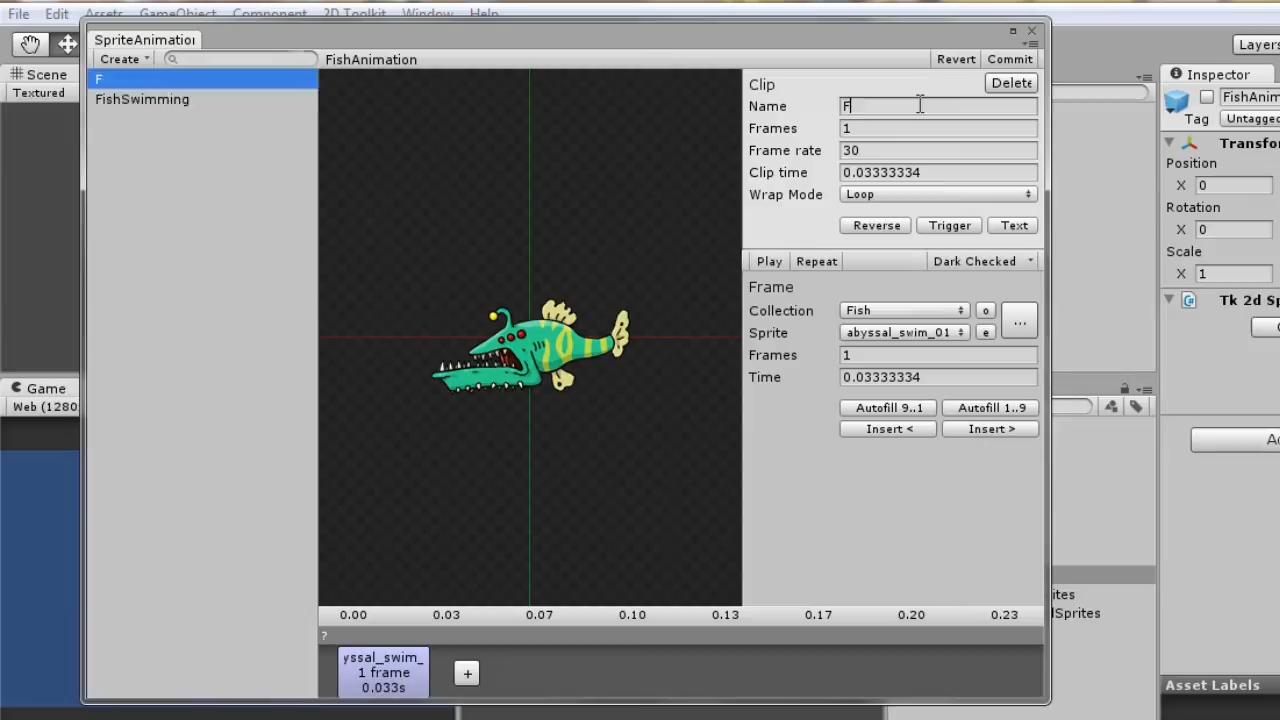 File Edit Assets GameObject Component 2D Toolkit Window Help
SpriteAnimation
Create
FishAnimation
Revert Commit
F
FishSwimming
Clip
Delete
Name F
Frames 1
Frame rate 30
Clip time 0.03333334
Wrap Mode Loop
Reverse Trigger Text
Play Repeat Dark Checked
Frame
Collection Fish o ...
Sprite abyssal_swim_01 e
Frames 1
Time 0.03333334
Autofill 9..1 Autofill 1..9
Insert < Insert >
0.00 0.03 0.07 0.10 0.13 0.17 0.20 0.23
?
yssal_swim_
1 frame
0.033s
+
Scene
Textured
Game
Web (1280
Layers
Inspector
FishAnim
Tag Untagged
Transfo
Position
X 0
Rotation
X 0
Scale
X 1
Tk 2d Sp
ites
dSprites
Asset Labels